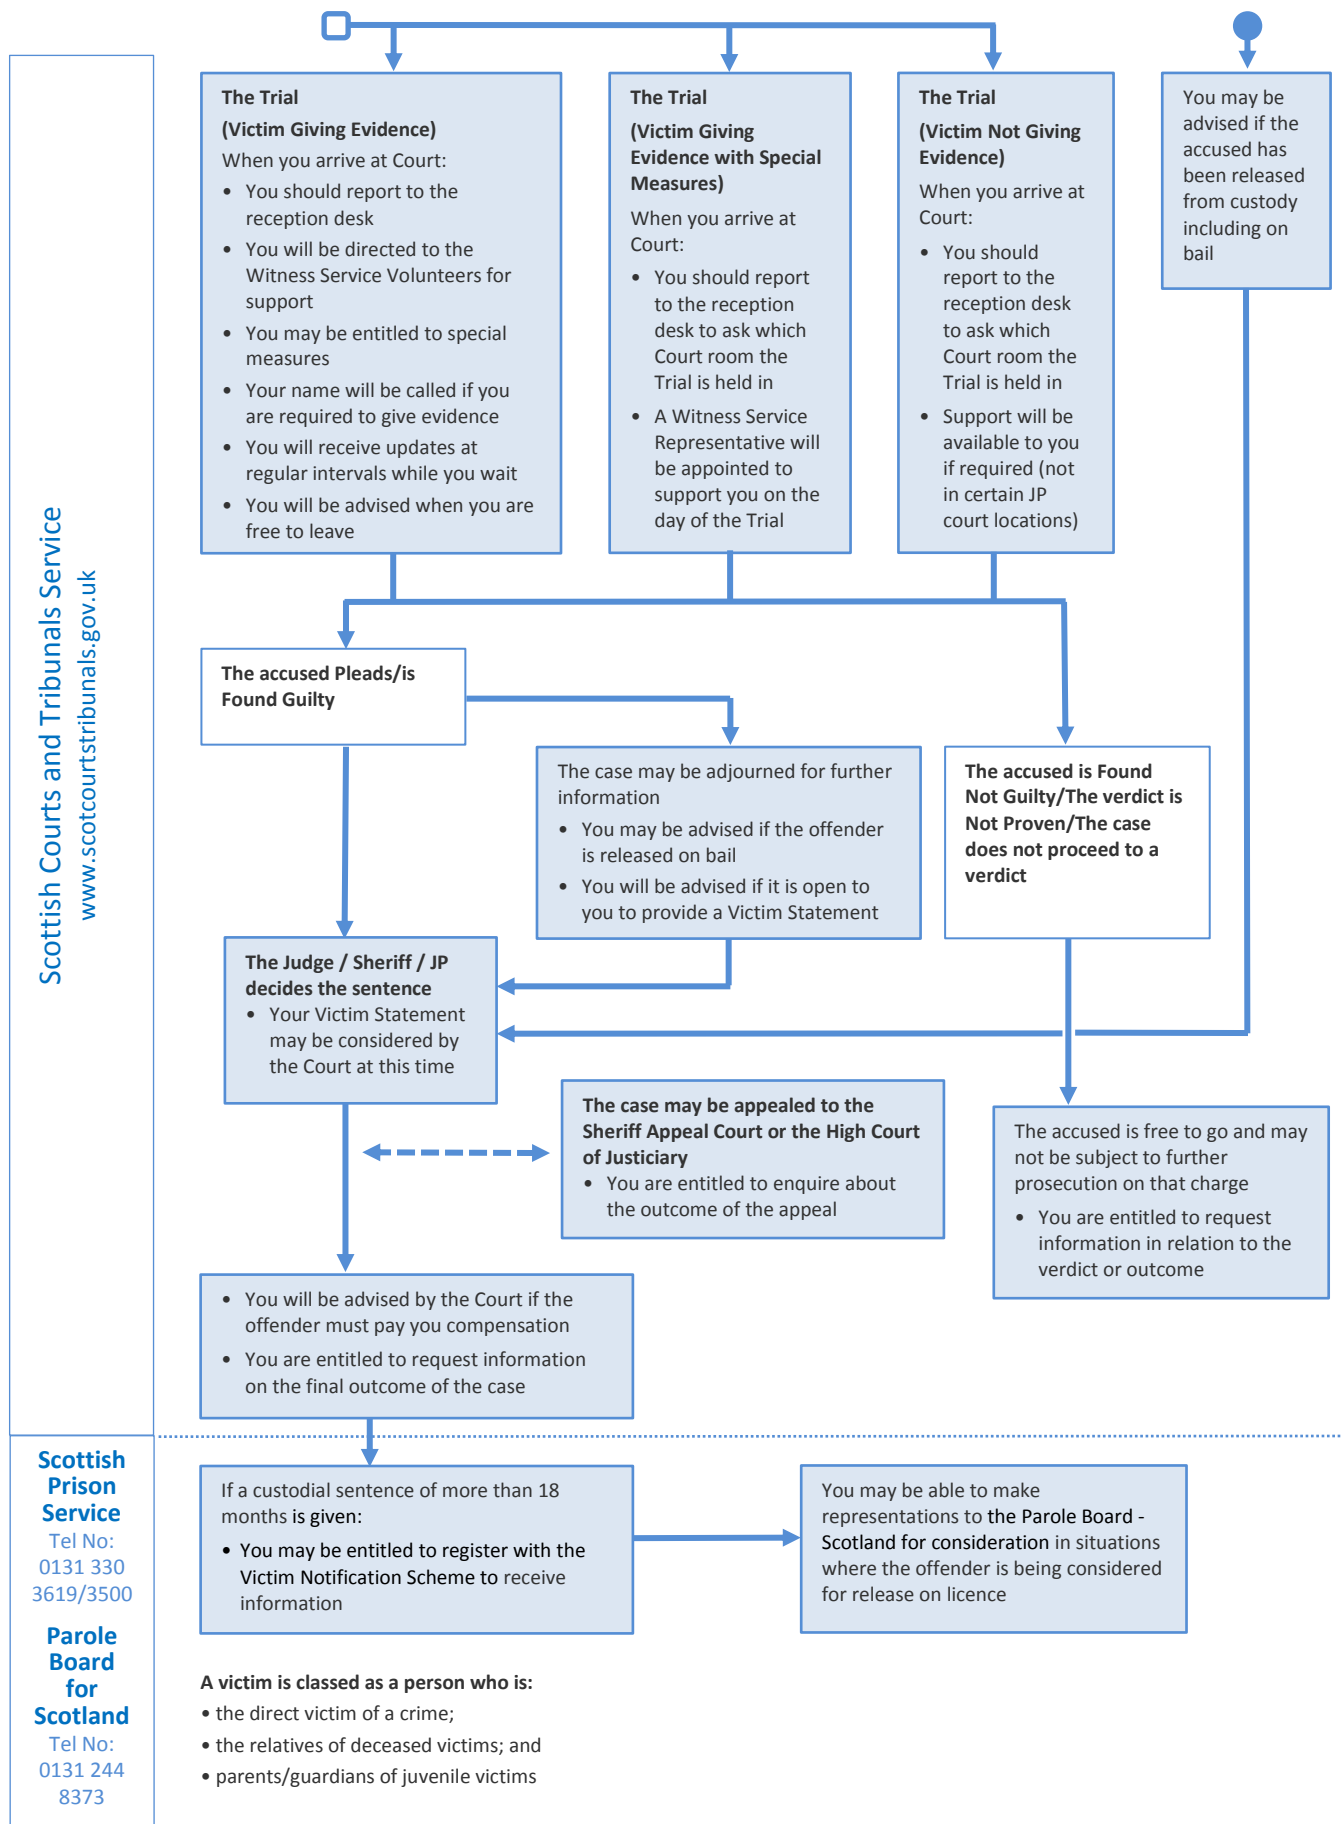 Scottish Courts and Tribunals Service
www.scotcourtstribunals.gov.uk
The Trial
(Victim Giving Evidence)
When you arrive at Court:
• You should report to the
reception desk
• You will be directed to the
Witness Service Volunteers for
support
• You may be entitled to special
measures
• Your name will be called if you
are required to give evidence
• You will receive updates at
regular intervals while you wait
• You will be advised when you are
free to leave
The Trial
(Victim Giving
Evidence with Special
Measures)
When you arrive at
Court:
• You should report
to the reception
desk to ask which
Court room the
Trial is held in
• A Witness Service
Representative will
be appointed to
support you on the
day of the Trial
The Trial
(Victim Not Giving
Evidence)
When you arrive at
Court:
• You should
report to the
reception desk
to ask which
Court room the
Trial is held in
• Support will be
available to you
if required (not
in certain JP
court locations)
You may be
advised if the
accused has
been released
from custody
including on
bail
The accused Pleads/is
Found Guilty
The case may be adjourned for further
information
• You may be advised if the offender
is released on bail
• You will be advised if it is open to
you to provide a Victim Statement
The accused is Found
Not Guilty/The verdict is
Not Proven/The case
does not proceed to a
verdict
The Judge / Sheriff / JP
decides the sentence
• Your Victim Statement
may be considered by
the Court at this time
The case may be appealed to the
Sheriff Appeal Court or the High Court
of Justiciary
• You are entitled to enquire about
the outcome of the appeal
The accused is free to go and may
not be subject to further
prosecution on that charge
• You are entitled to request
information in relation to the
verdict or outcome
• You will be advised by the Court if the
offender must pay you compensation
• You are entitled to request information
on the final outcome of the case
Scottish
Prison
Service
Tel No:
0131 330
3619/3500
Parole
Board
for
Scotland
Tel No:
0131 244
8373
If a custodial sentence of more than 18
months is given:
• You may be entitled to register with the
Victim Notification Scheme to receive
information
You may be able to make
representations to the Parole Board -
Scotland for consideration in situations
where the offender is being considered
for release on licence
A victim is classed as a person who is:
• the direct victim of a crime;
• the relatives of deceased victims; and
• parents/guardians of juvenile victims